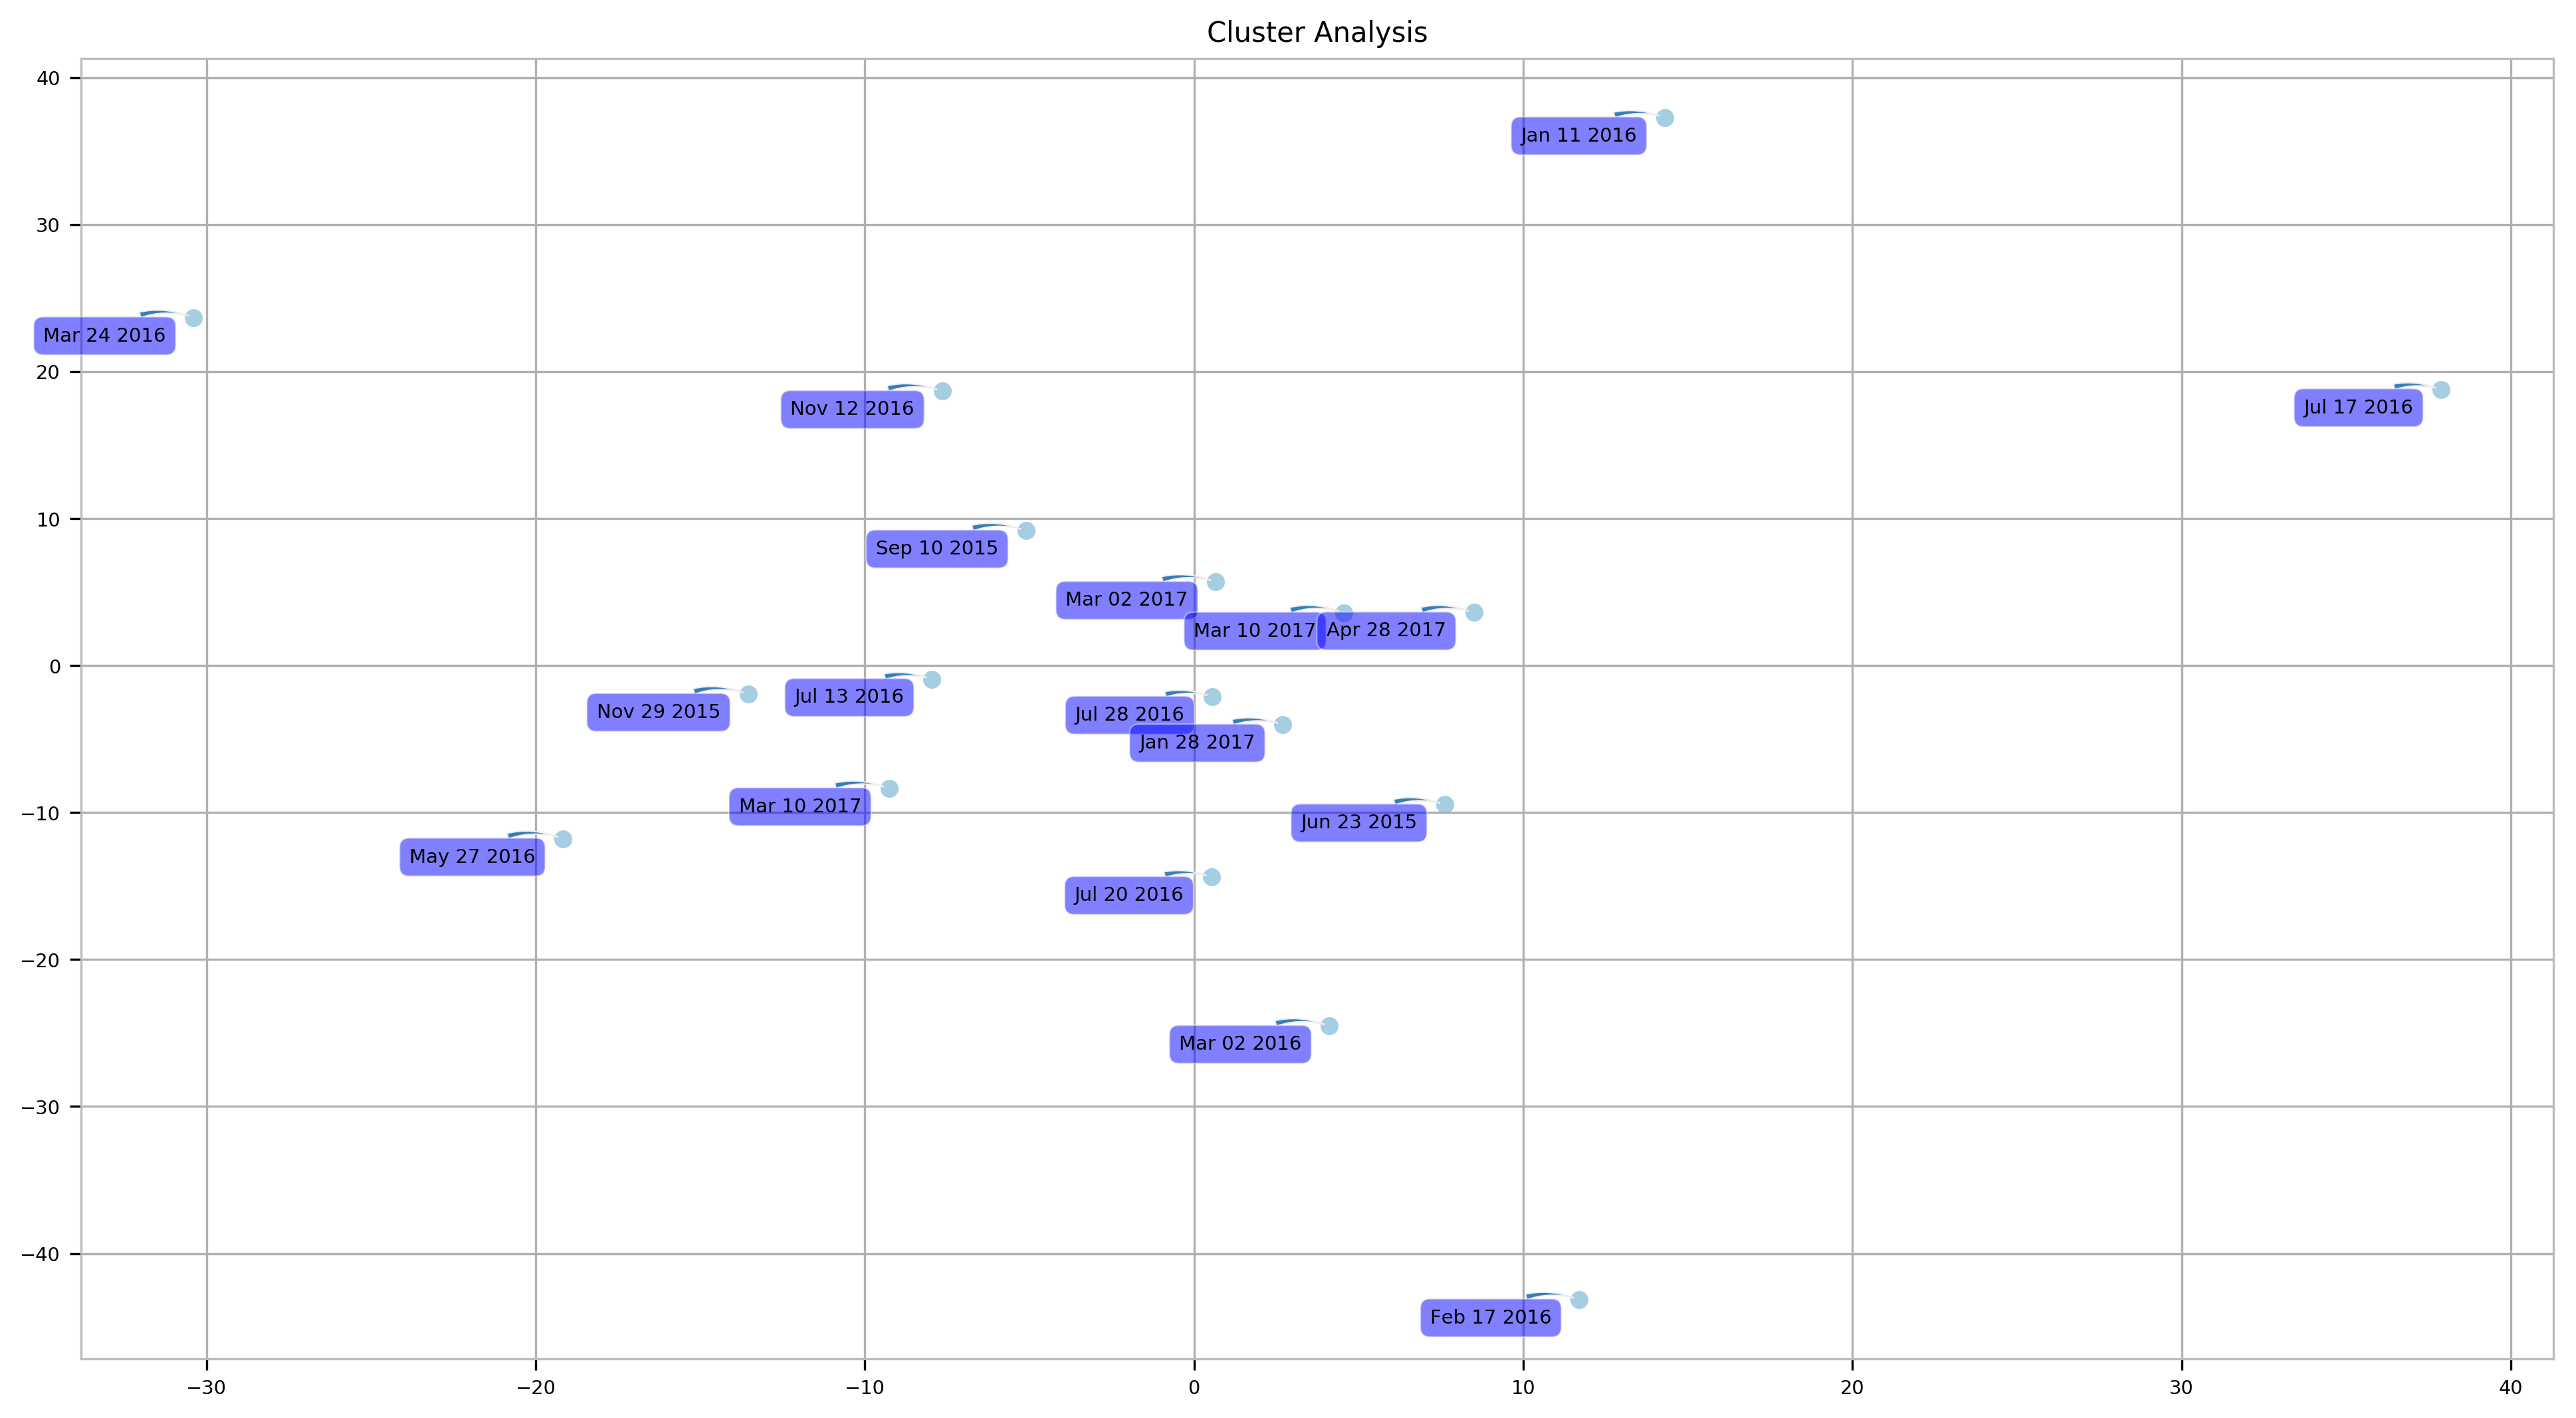 Cluster Analysis
40
Jan 11 2016
30
Mar 24 2016
20
Nov 12 2016
Jul 17 2016
10
Sep 10 2015
Mar 02 2017
Mar 10 2017
Apr 28 2017
0
Jul 13 2016
Nov 29 2015
Jul 28 2016
Jan 28 2017
Mar 10 2017
−10
Jun 23 2015
May 27 2016
Jul 20 2016
−20
Mar 02 2016
−30
−40
Feb 17 2016
−30 −20 −10 0 10 20 30 40